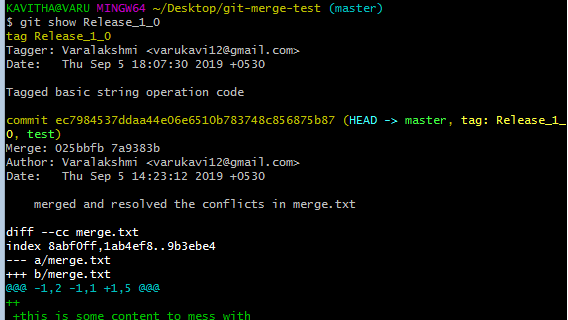 KAVITHA@VARU MINGW64 ~/Desktop/git-merge-test (master)
$ git show Release_1_0
tag Release_1_0
Tagger: Varalakshmi <varukavi12@gmail.com>
Date:   Thu Sep 5 18:07:30 2019 +0530

Tagged basic string operation code

commit ec7984537ddaa44e06e6510b783748c856875b87 (HEAD -> master, tag: Release_1_
0, test)
Merge: 025bbfb 7a9383b
Author: Varalakshmi <varukavi12@gmail.com>
Date:   Thu Sep 5 14:23:12 2019 +0530

    merged and resolved the conflicts in merge.txt

diff --cc merge.txt
index 8abf0ff,1ab4ef8..9b3ebe4
--- a/merge.txt
+++ b/merge.txt
@@@ -1,2 -1,1 +1,5 @@@
++
 +this is some content to mess with